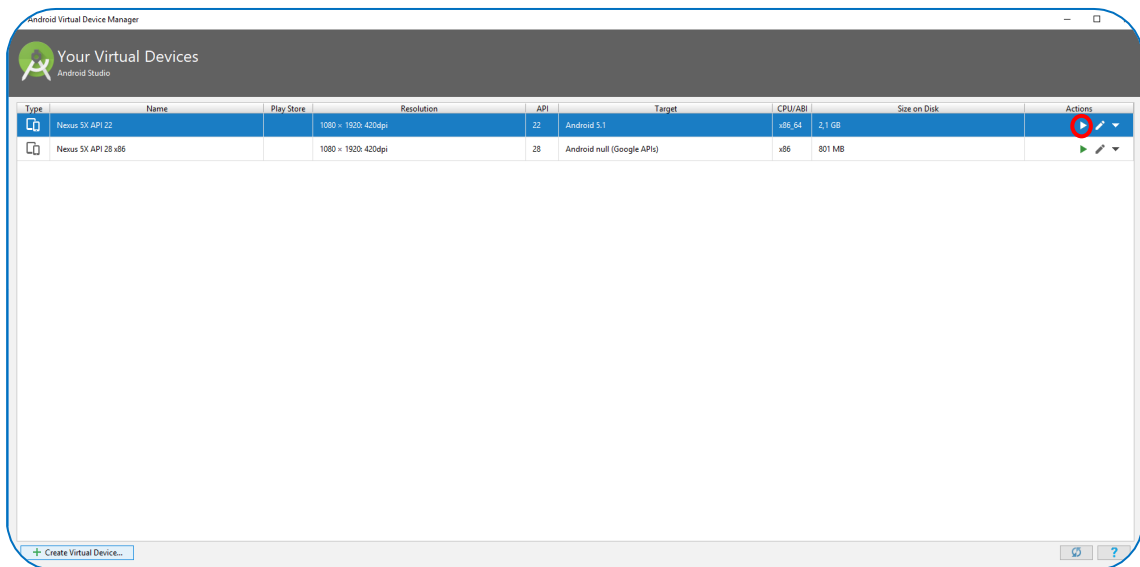 Android Virtual Device Manager
Your Virtual Devices
Android Studio
Type Name Play Store Resolution API Target CPU/ABI Size on Disk Actions
Nexus 5X API 22 1080 × 1920: 420dpi 22 Android 5.1 x86_64 2,1 GB
Nexus 5X API 28 x86 1080 × 1920: 420dpi 28 Android null (Google APIs) x86 801 MB
+ Create Virtual Device... ?